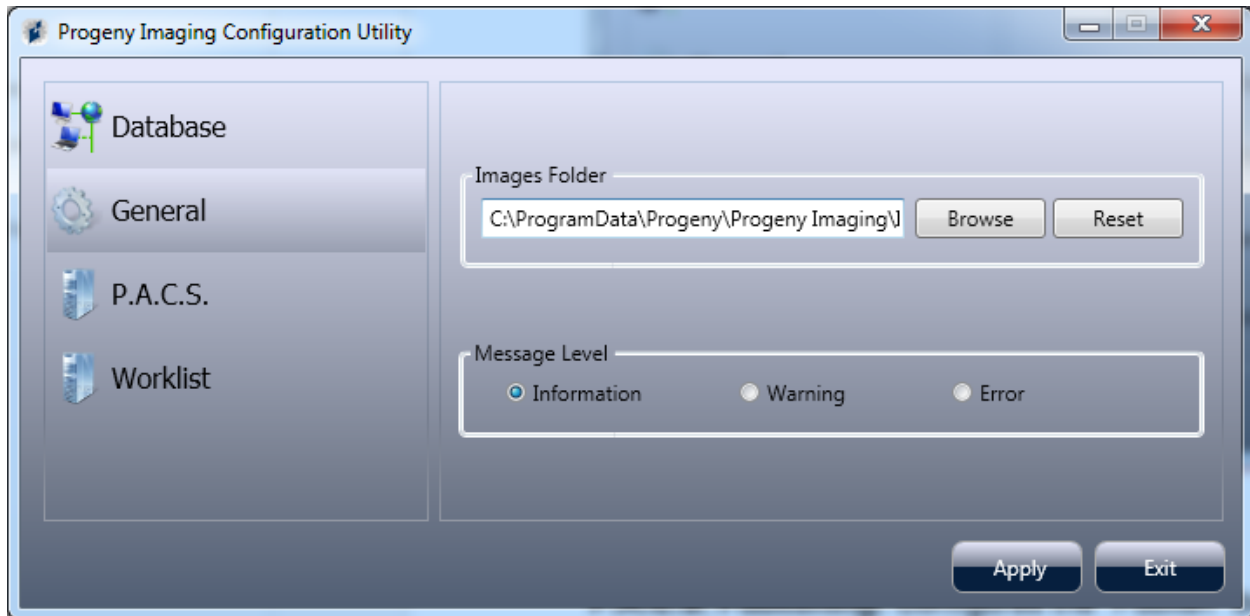 Progeny Imaging Configuration Utility
Database
General
P.A.C.S.
Worklist
Images Folder
C:\ProgramData\Progeny\Progeny Imaging\
Browse
Reset
Message Level
Information
Warning
Error
Apply
Exit